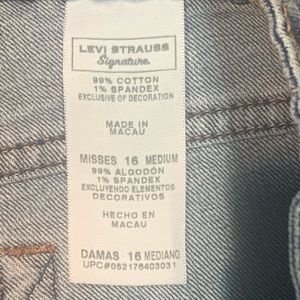 LEVI STRAUSS
Signature.
99% COTTON
1% SPANDEX
EXCLUSIVE OF DECORATION
MADE IN
MACAU
MISSES 16 MEDIUM
99% ALGODÓN
1% SPANDEX
EXCLUYENDO ELEMENTOS
DECORATIVOS
HECHO EN
MACAU
DAMAS 16 MEDIANO
UPC#052176403031